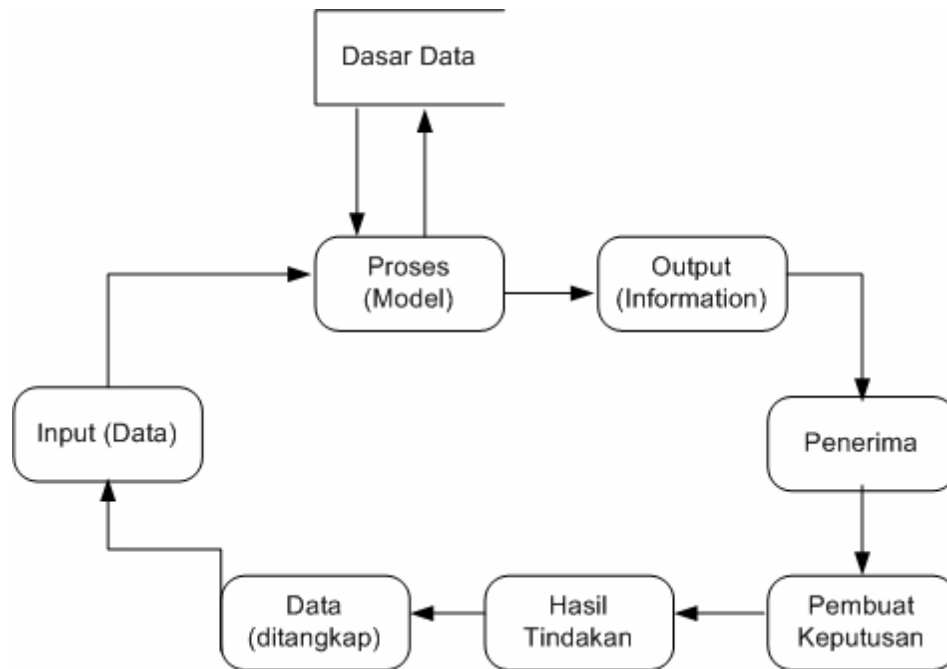 Dasar Data
Proses
(Model)
Output
(Information)
Input (Data)
Penerima
Data
(ditangkap)
Hasil
Tindakan
Pembuat
Keputusan